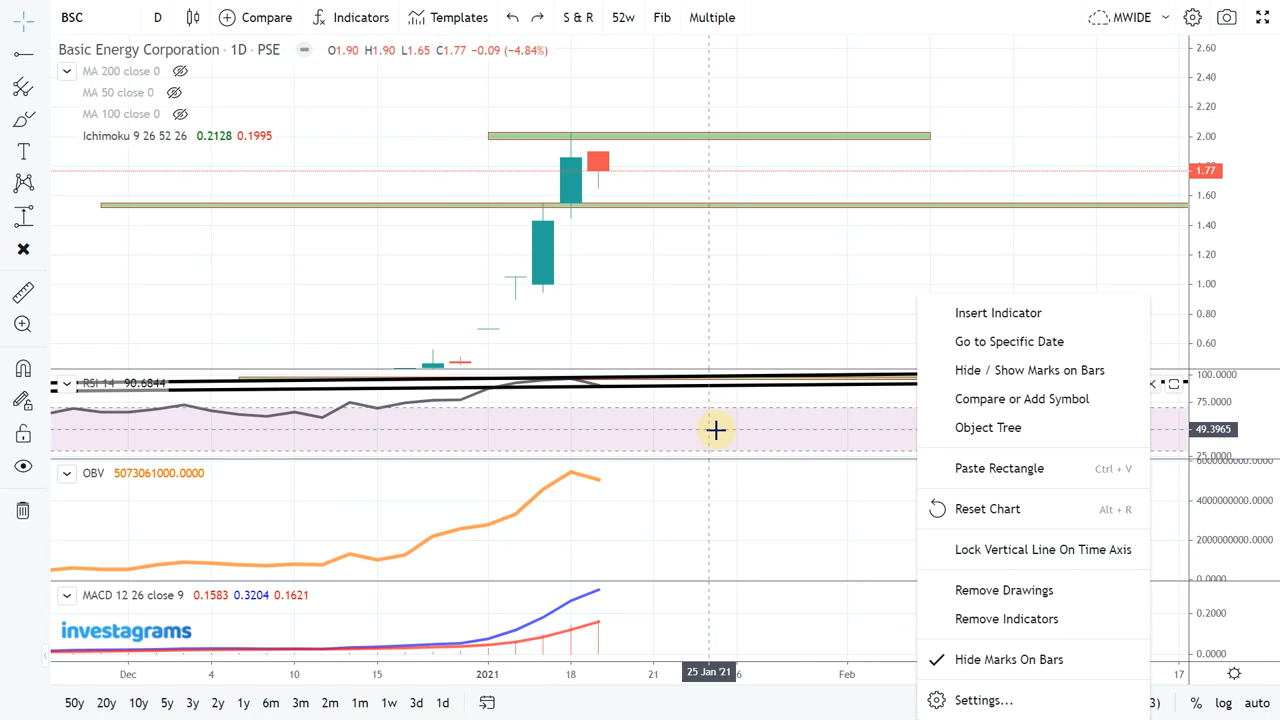 BSC D Compare Indicators Templates S & R 52w Fib Multiple MWIDE
Basic Energy Corporation · 1D · PSE O1.90 H1.90 L1.65 C1.77 −0.09 (−4.84%)
MA 200 close 0
MA 50 close 0
MA 100 close 0
Ichimoku 9 26 52 26 0.2128 0.1995
2.60
2.40
2.20
2.00
1.77
1.60
1.40
1.20
1.00
0.80
0.60
RSI 14 90.6844
100.0000
75.0000
49.3965
25.0000
OBV 5073061000.0000
4000000000.0000
2000000000.0000
0.0000
MACD 12 26 close 9 0.1583 0.3204 0.1621
0.2000
0.0000
investagrams
Insert Indicator
Go to Specific Date
Hide / Show Marks on Bars
Compare or Add Symbol
Object Tree
Paste Rectangle Ctrl + V
Reset Chart Alt + R
Lock Vertical Line On Time Axis
Remove Drawings
Remove Indicators
Hide Marks On Bars
Settings...
Dec 4 10 15 2021 18 21 25 Jan '21 Feb 17
50y 20y 10y 5y 3y 2y 1y 6m 3m 2m 1m 1w 3d 1d % log auto